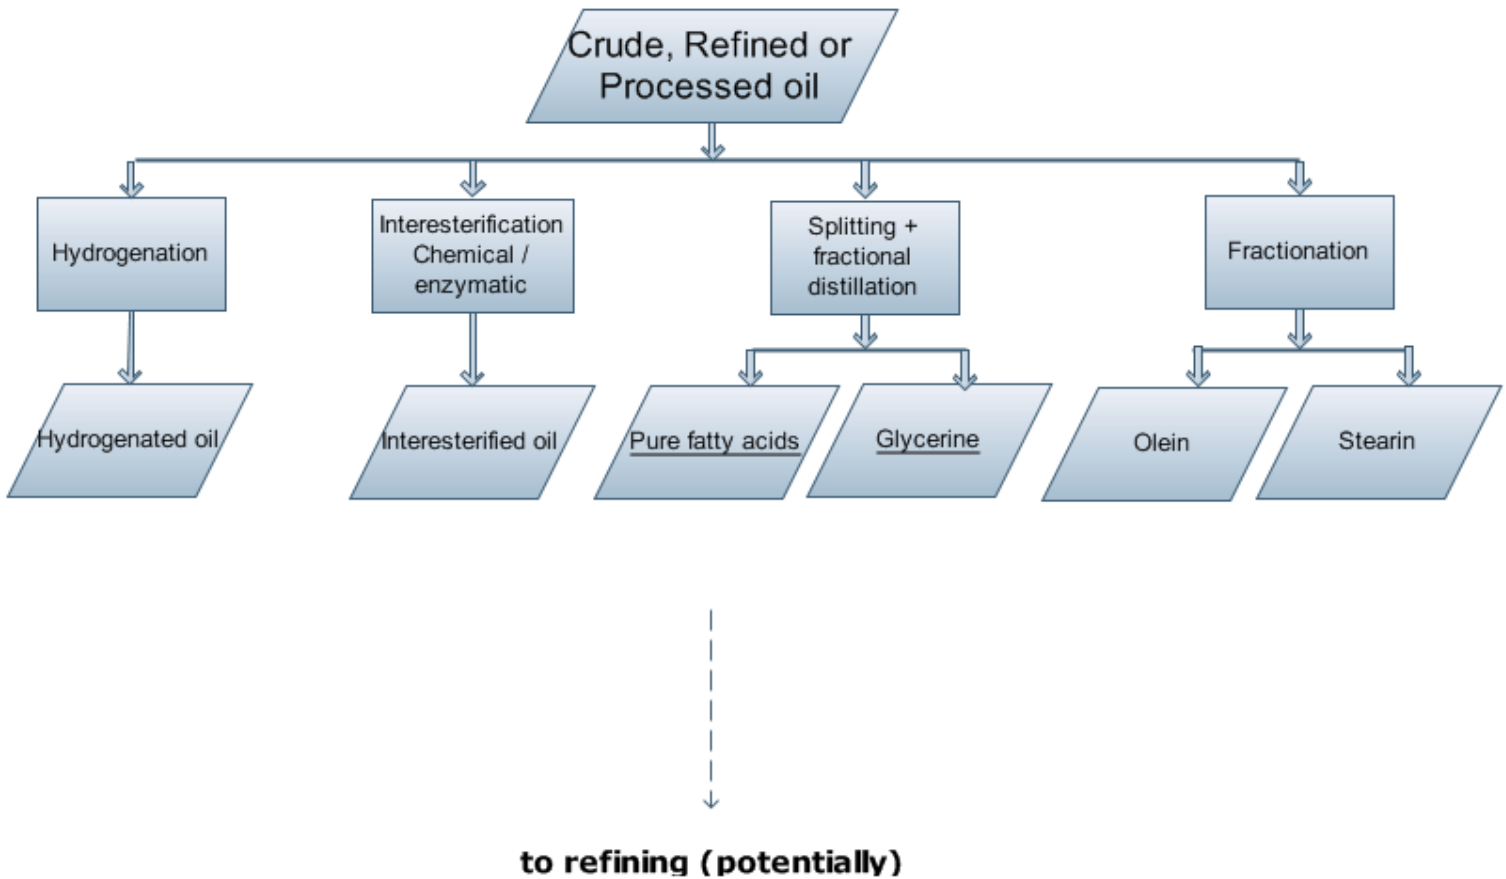 Crude, Refined or
Processed oil
Hydrogenation
Interesterification
Chemical /
enzymatic
Splitting +
fractional
distillation
Fractionation
Hydrogenated oil
Interesterified oil
Pure fatty acids
Glycerine
Olein
Stearin
to refining (potentially)